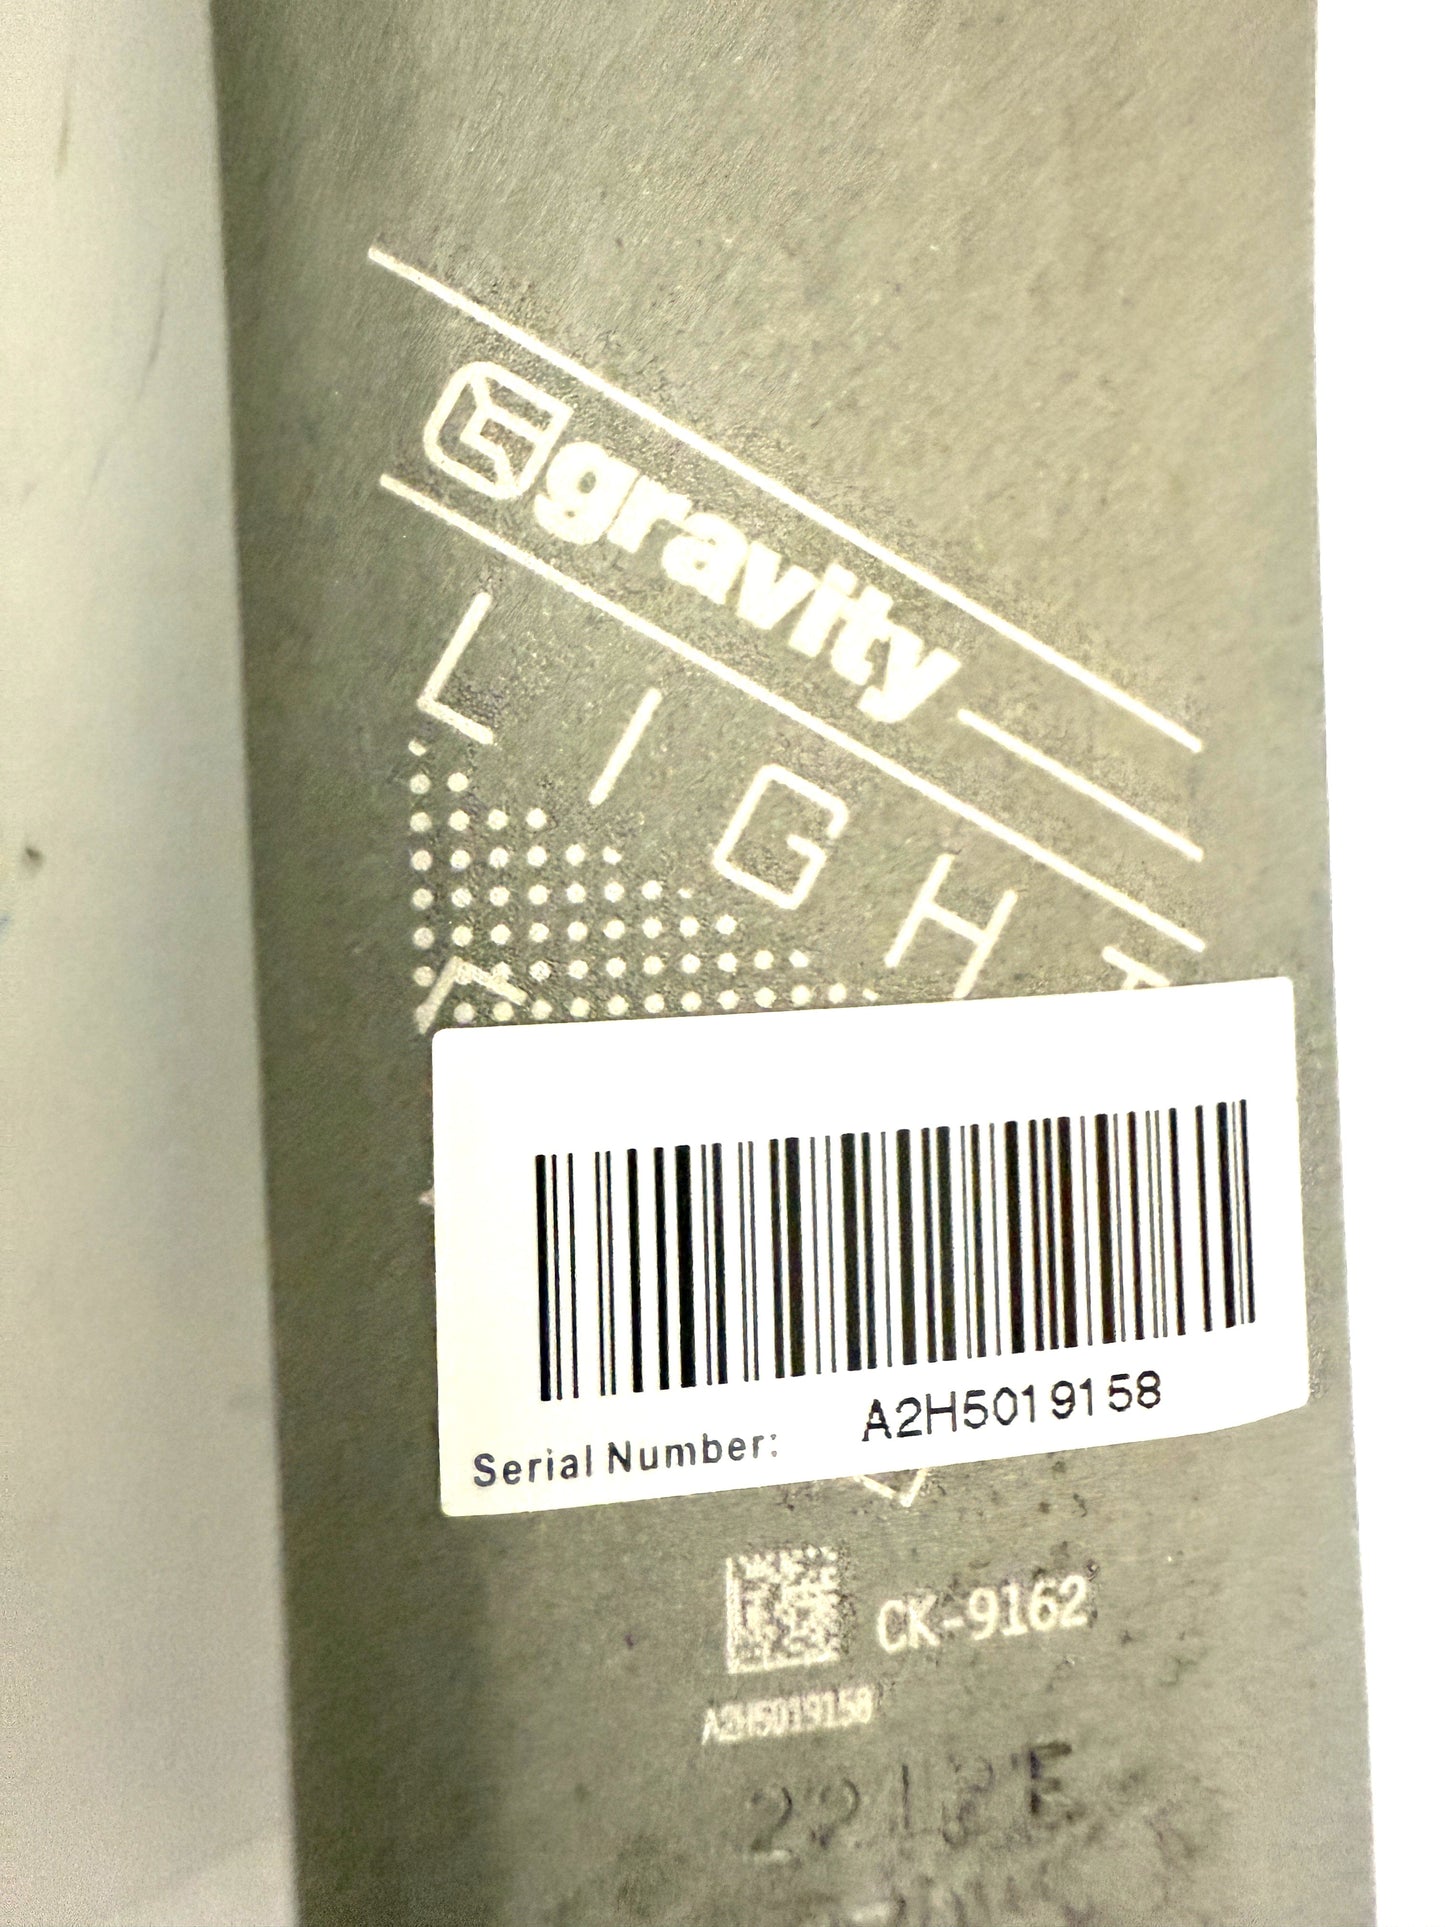 gravity
LIGHT
Serial Number: A2H5019158
CK-9162
A2H5019158